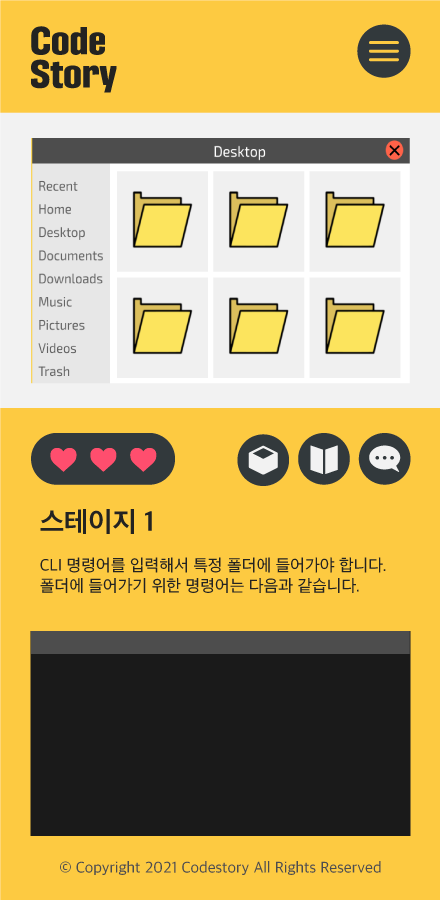 Code
Story
Desktop
Recent
Home
Desktop
Documents
Downloads
Music
Pictures
Videos
Trash
스테이지 1
CLI 명령어를 입력해서 특정 폴더에 들어가야 합니다.
폴더에 들어가기 위한 명령어는 다음과 같습니다.
© Copyright 2021 Codestory All Rights Reserved